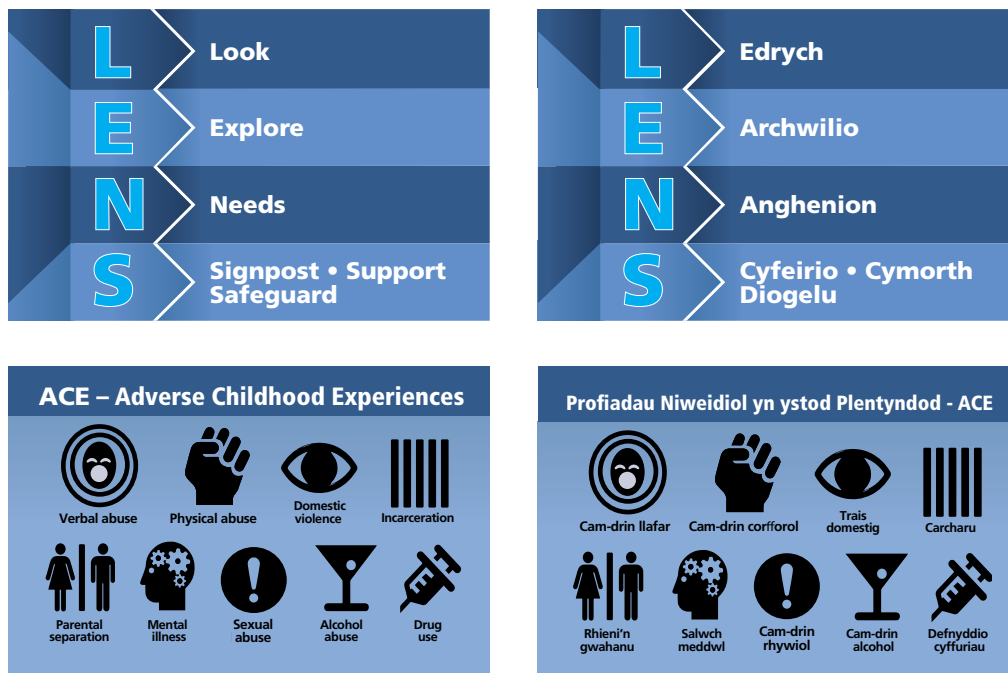 L Look
E Explore
N Needs
S Signpost • Support
Safeguard
L Edrych
E Archwilio
N Anghenion
S Cyfeirio • Cymorth
Diogelu
ACE – Adverse Childhood Experiences
Verbal abuse
Physical abuse
Domestic
violence
Incarceration
Parental
separation
Mental
illness
Sexual
abuse
Alcohol
abuse
Drug
use
Profiadau Niweidiol yn ystod Plentyndod - ACE
Cam-drin llafar
Cam-drin corfforol
Trais
domestig
Carcharu
Rhieni'n
gwahanu
Salwch
meddwl
Cam-drin
rhywiol
Cam-drin
alcohol
Defnyddio
cyffuriau